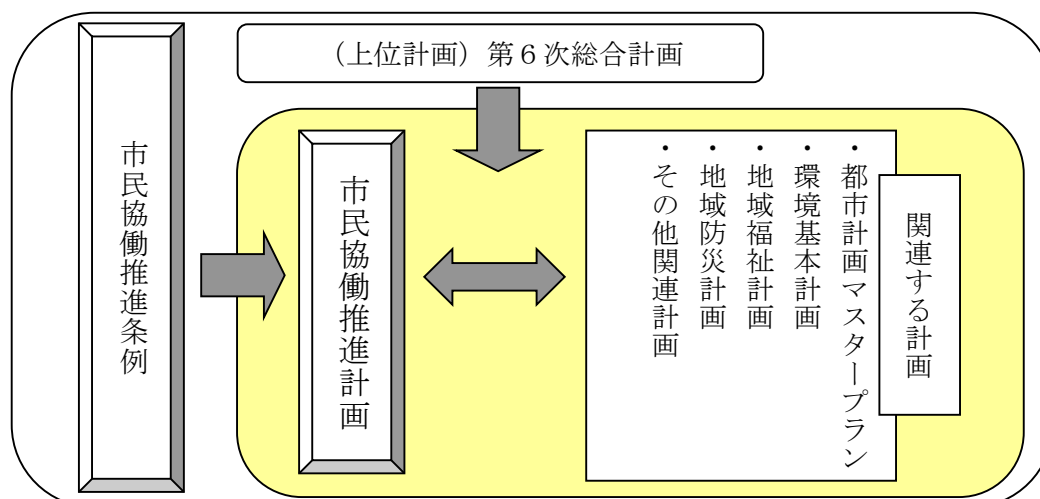 （上位計画）第６次総合計画
市民協働推進条例
市民協働推進計画
関連する計画
・都市計画マスタープラン
・環境基本計画
・地域福祉計画
・地域防災計画
・その他関連計画